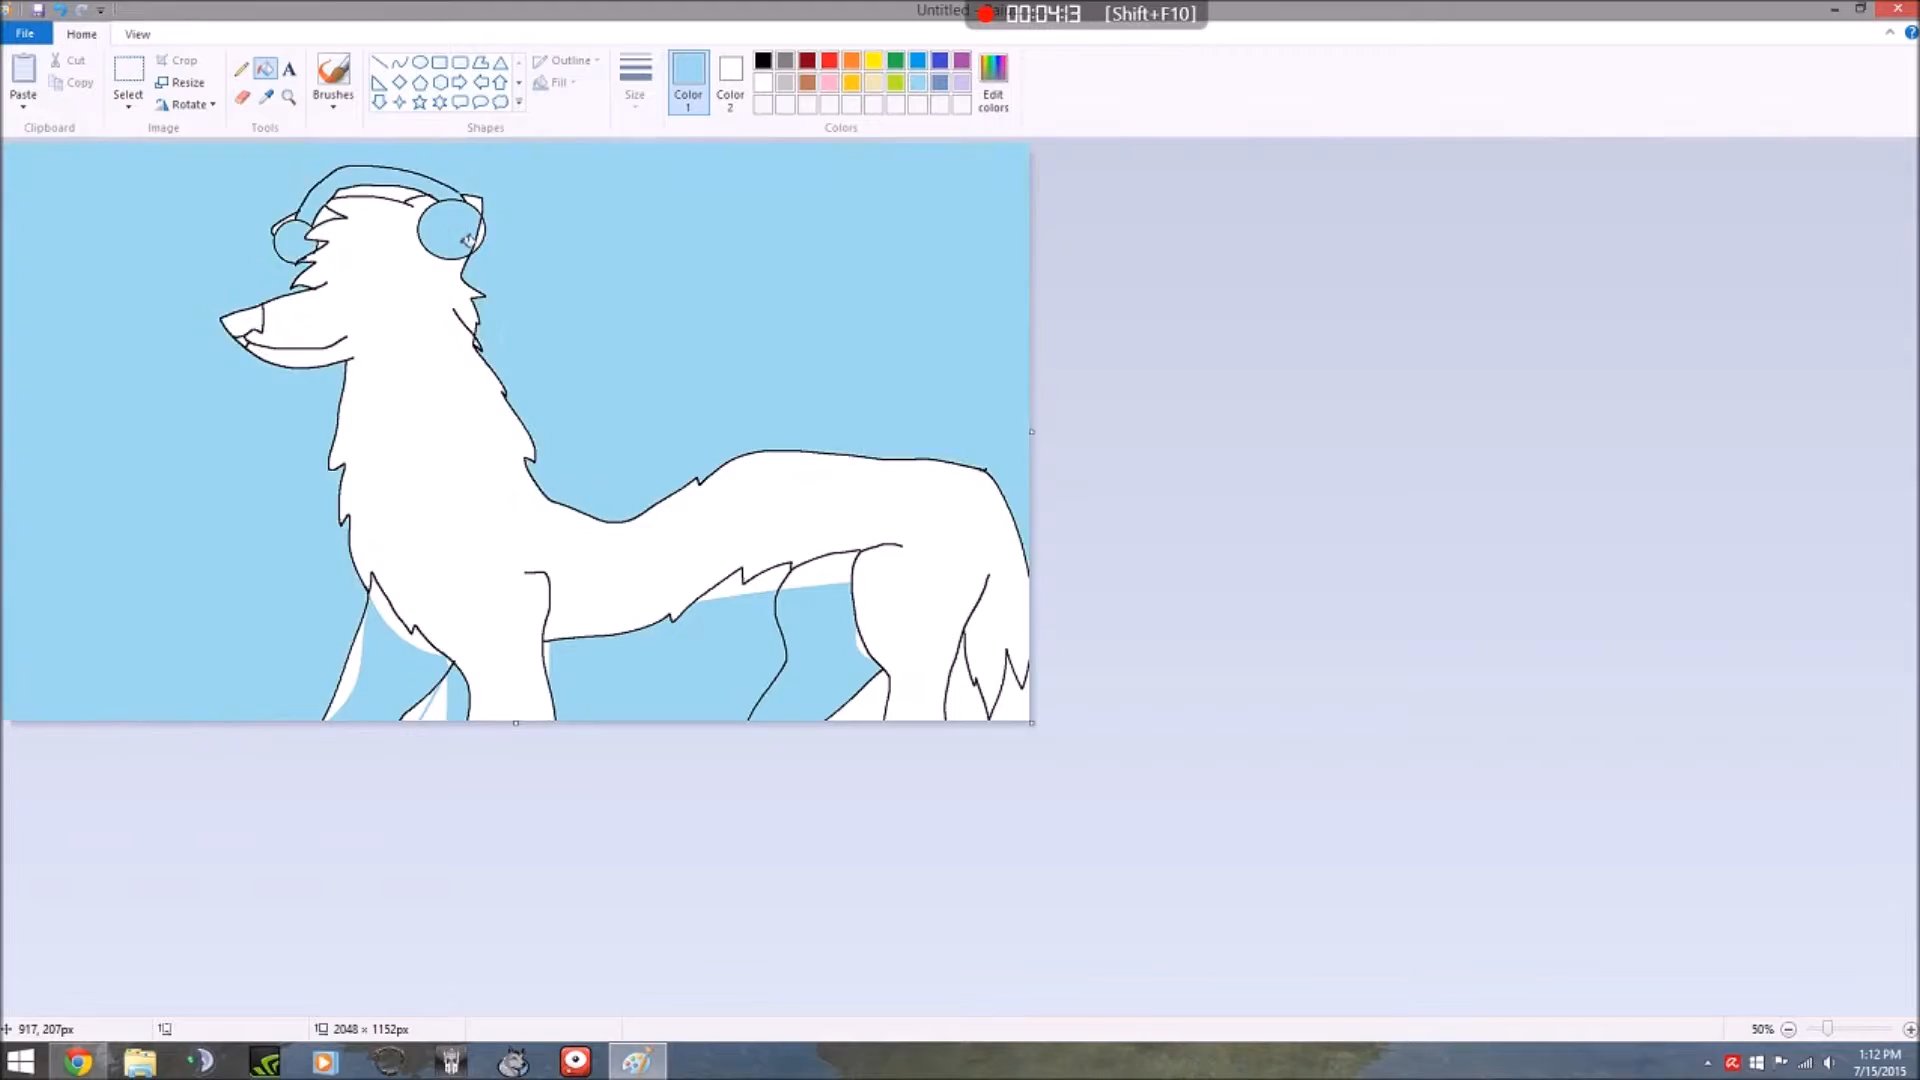 Untitled -
00:04:13 [Shift+F10]
File Home View
Paste
Cut
Copy
Clipboard
Select
Crop
Resize
Rotate
Image
A
Tools
Brushes
Shapes
Outline
Fill
Size
Color 1
Color 2
Edit colors
Colors
917, 207px
2048 × 1152px
50%
1:12 PM
7/15/2015